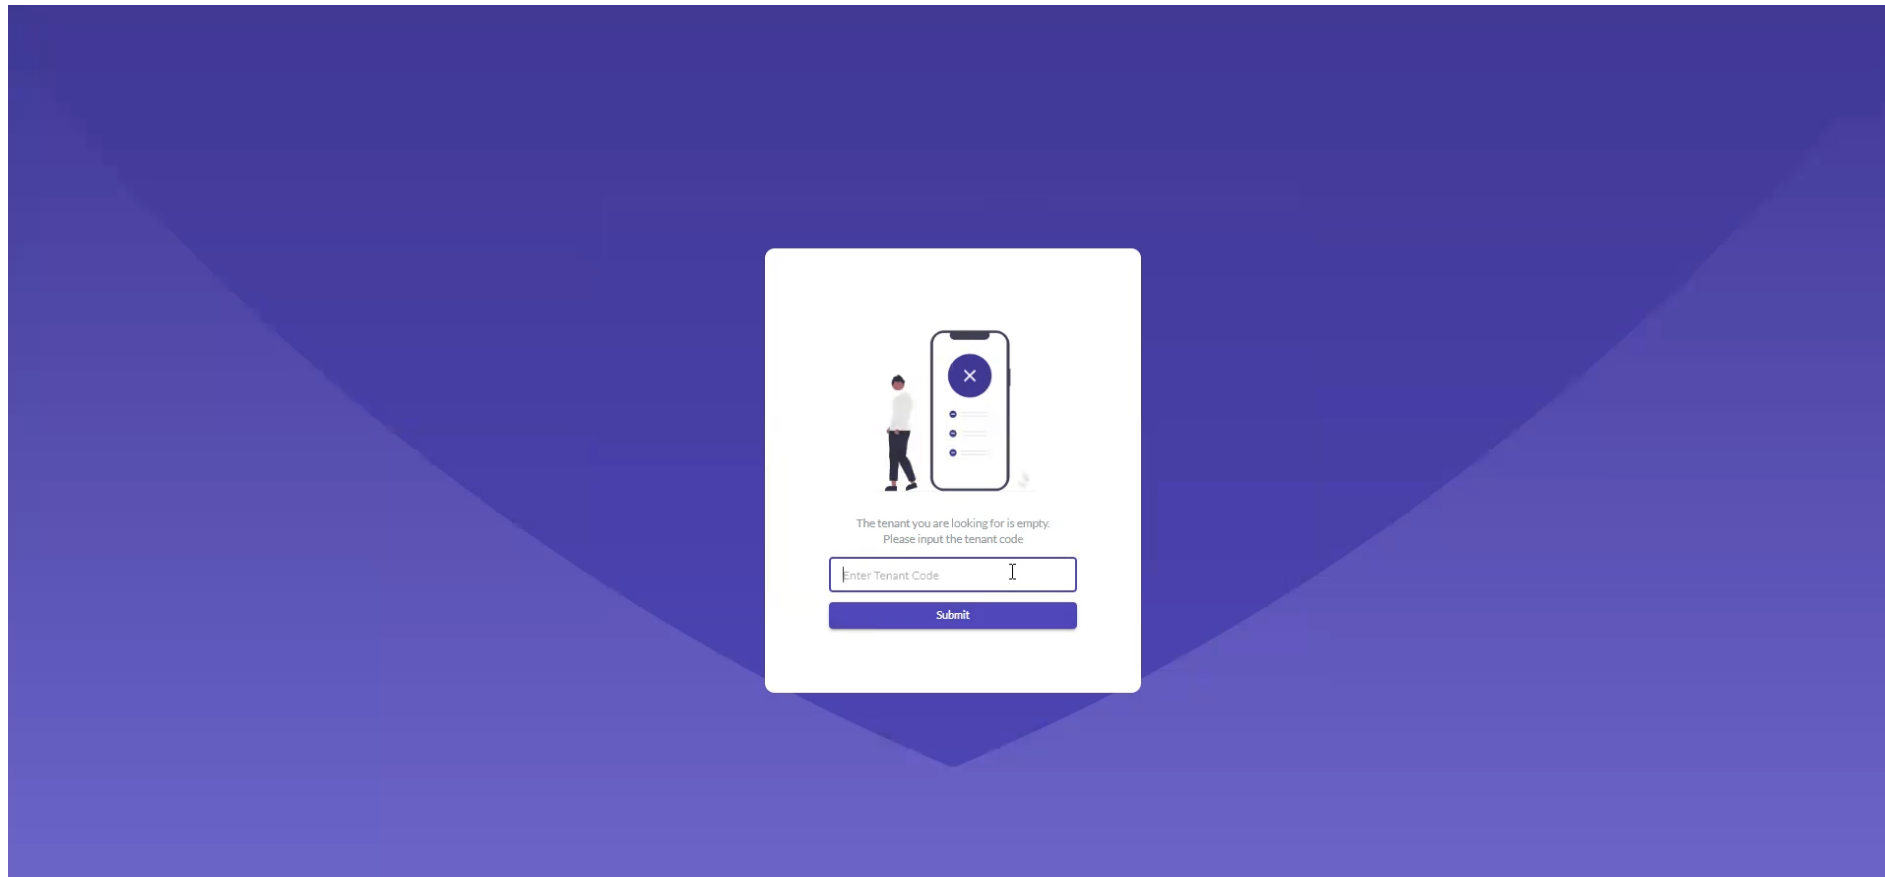 The tenant you are looking for is empty.
Please input the tenant code
Enter Tenant Code
Submit